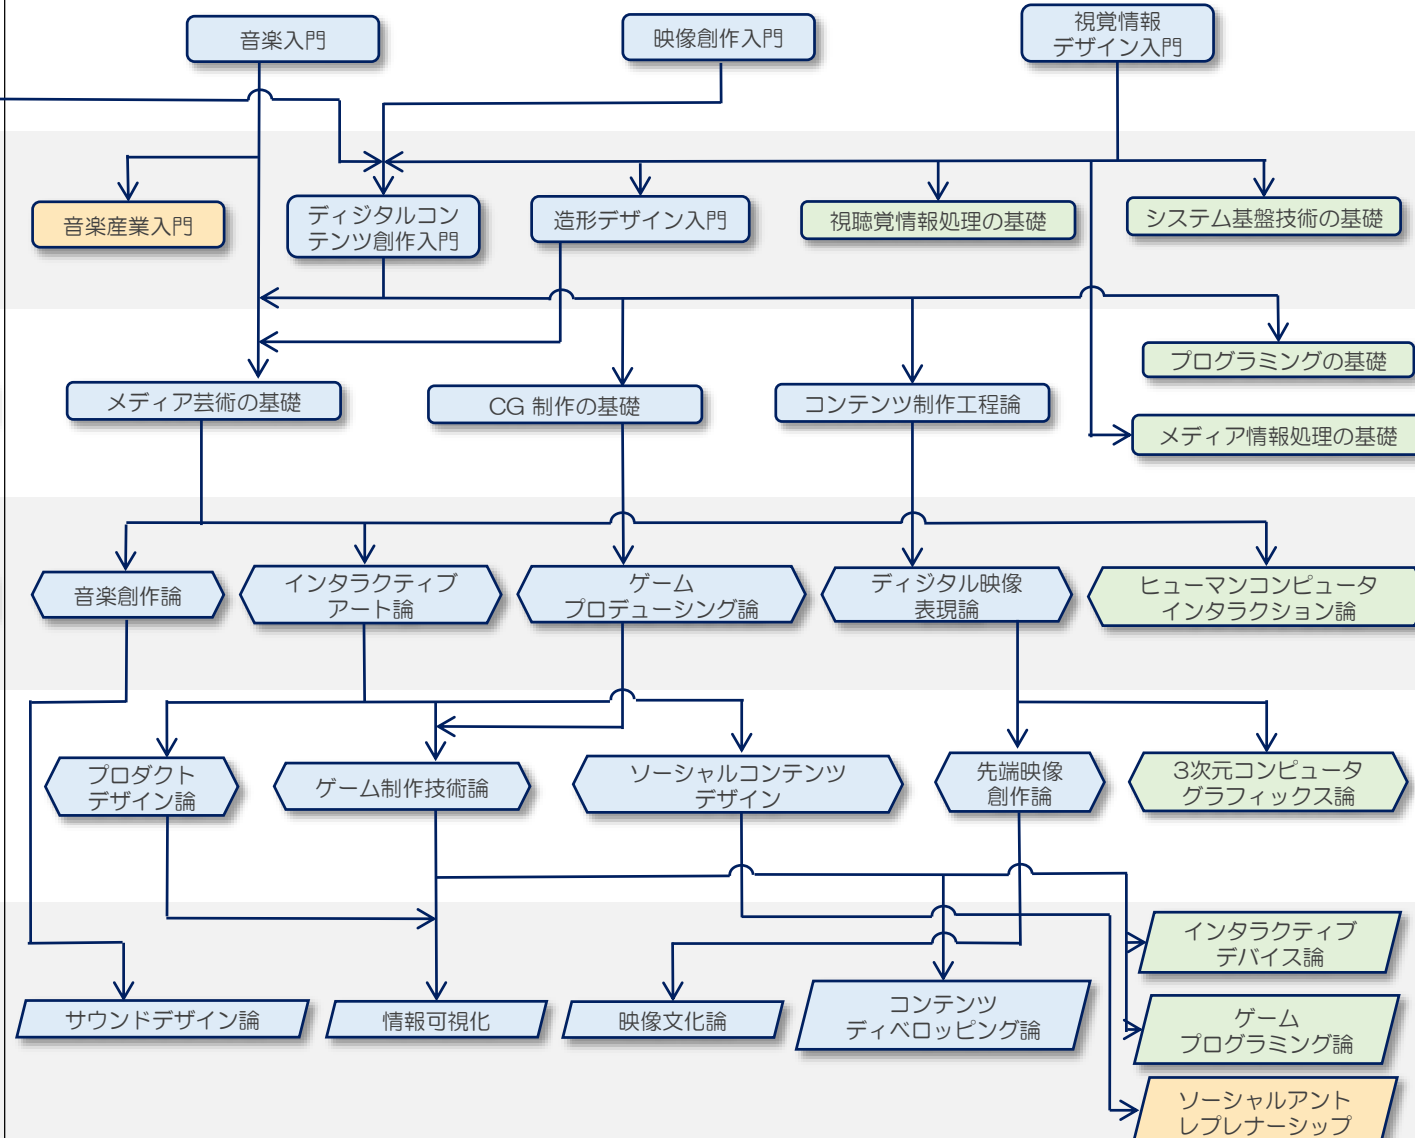 音楽入門
映像創作入門
視覚情報
デザイン入門
音楽産業入門
ディジタルコン
テンツ創作入門
造形デザイン入門
視聴覚情報処理の基礎
システム基盤技術の基礎
プログラミングの基礎
メディア芸術の基礎
CG 制作の基礎
コンテンツ制作工程論
メディア情報処理の基礎
音楽創作論
インタラクティブ
アート論
ゲーム
プロデューシング論
ディジタル映像
表現論
ヒューマンコンピュータ
インタラクション論
プロダクト
デザイン論
ゲーム制作技術論
ソーシャルコンテンツ
デザイン
先端映像
創作論
3次元コンピュータ
グラフィックス論
インタラクティブ
デバイス論
サウンドデザイン論
情報可視化
映像文化論
コンテンツ
ディベロッピング論
ゲーム
プログラミング論
ソーシャルアント
レプレナーシップ